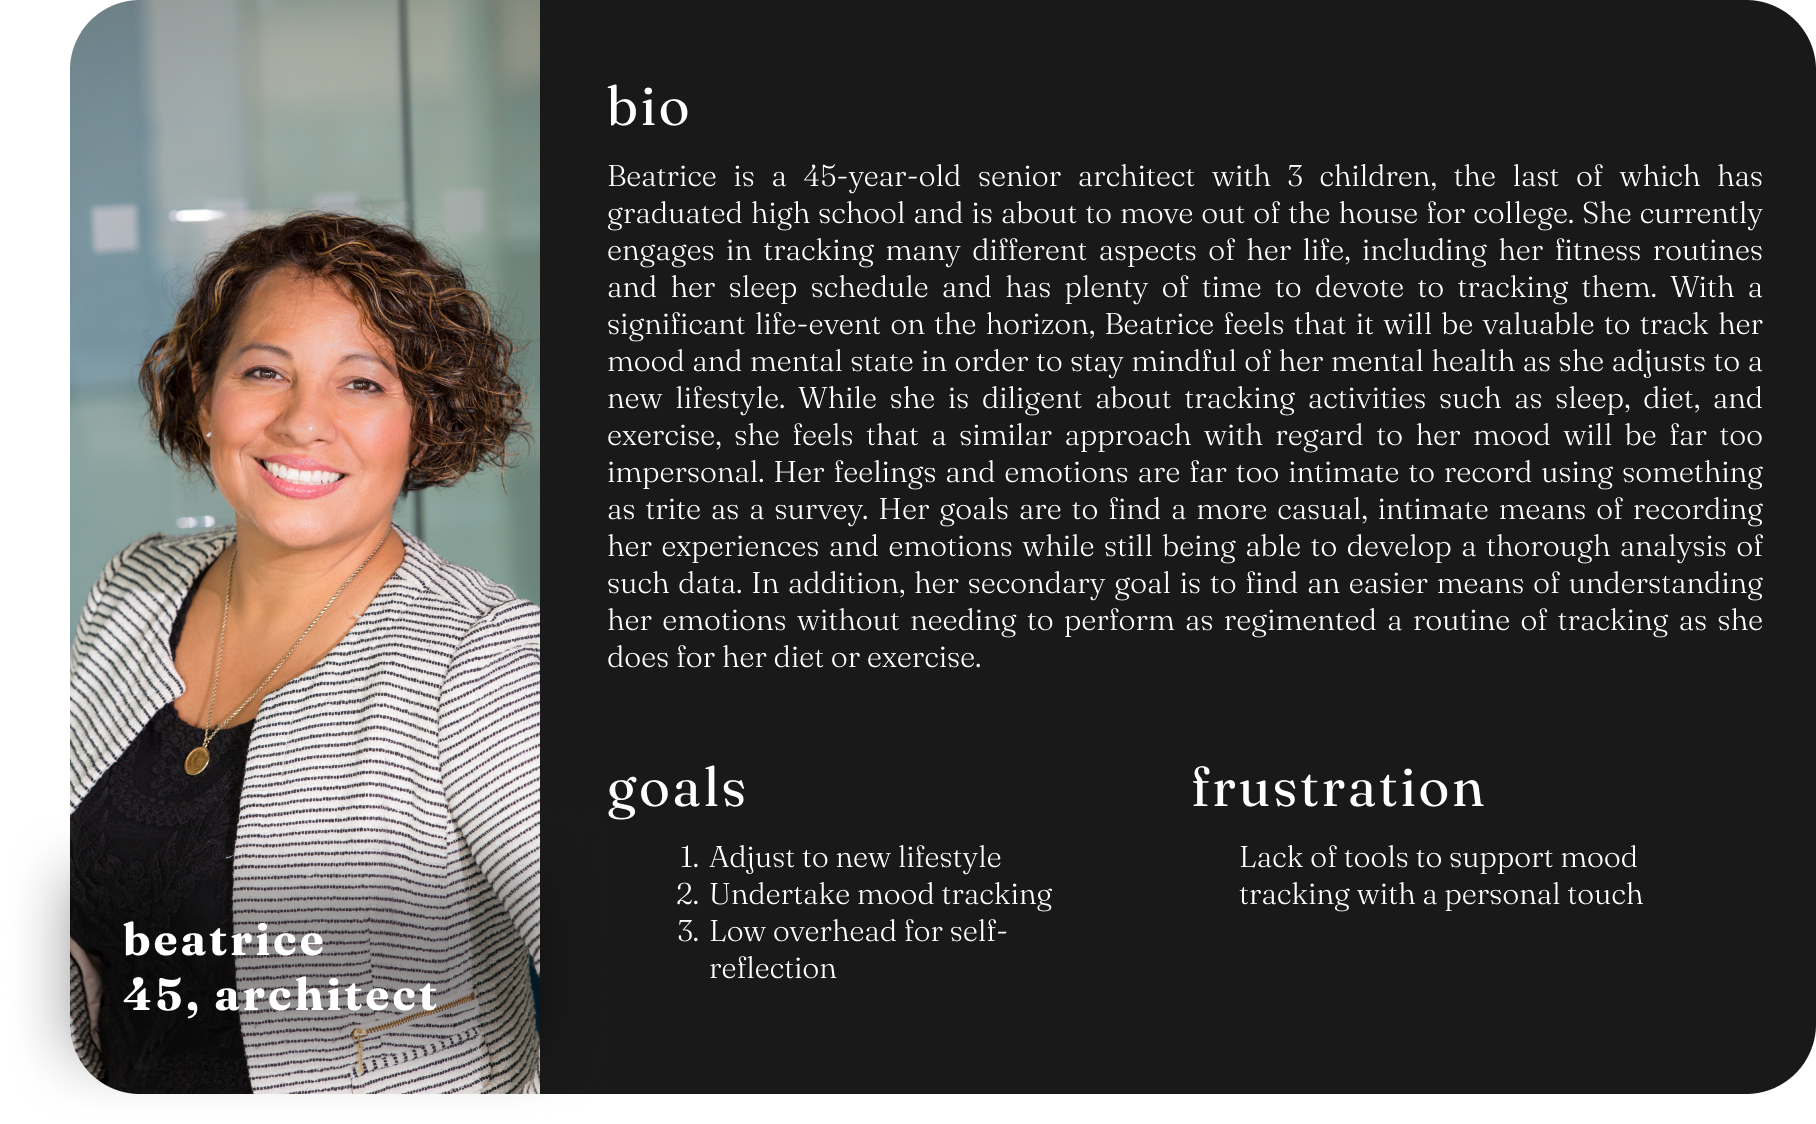 bio
Beatrice is a 45-year-old senior architect with 3 children, the last of which has
graduated high school and is about to move out of the house for college. She currently
engages in tracking many different aspects of her life, including her fitness routines
and her sleep schedule and has plenty of time to devote to tracking them. With a
significant life-event on the horizon, Beatrice feels that it will be valuable to track her
mood and mental state in order to stay mindful of her mental health as she adjusts to a
new lifestyle. While she is diligent about tracking activities such as sleep, diet, and
exercise, she feels that a similar approach with regard to her mood will be far too
impersonal. Her feelings and emotions are far too intimate to record using something
as trite as a survey. Her goals are to find a more casual, intimate means of recording
her experiences and emotions while still being able to develop a thorough analysis of
such data. In addition, her secondary goal is to find an easier means of understanding
her emotions without needing to perform as regimented a routine of tracking as she
does for her diet or exercise.
goals
1. Adjust to new lifestyle
2. Undertake mood tracking
3. Low overhead for self-
reflection
frustration
Lack of tools to support mood
tracking with a personal touch
beatrice
45, architect